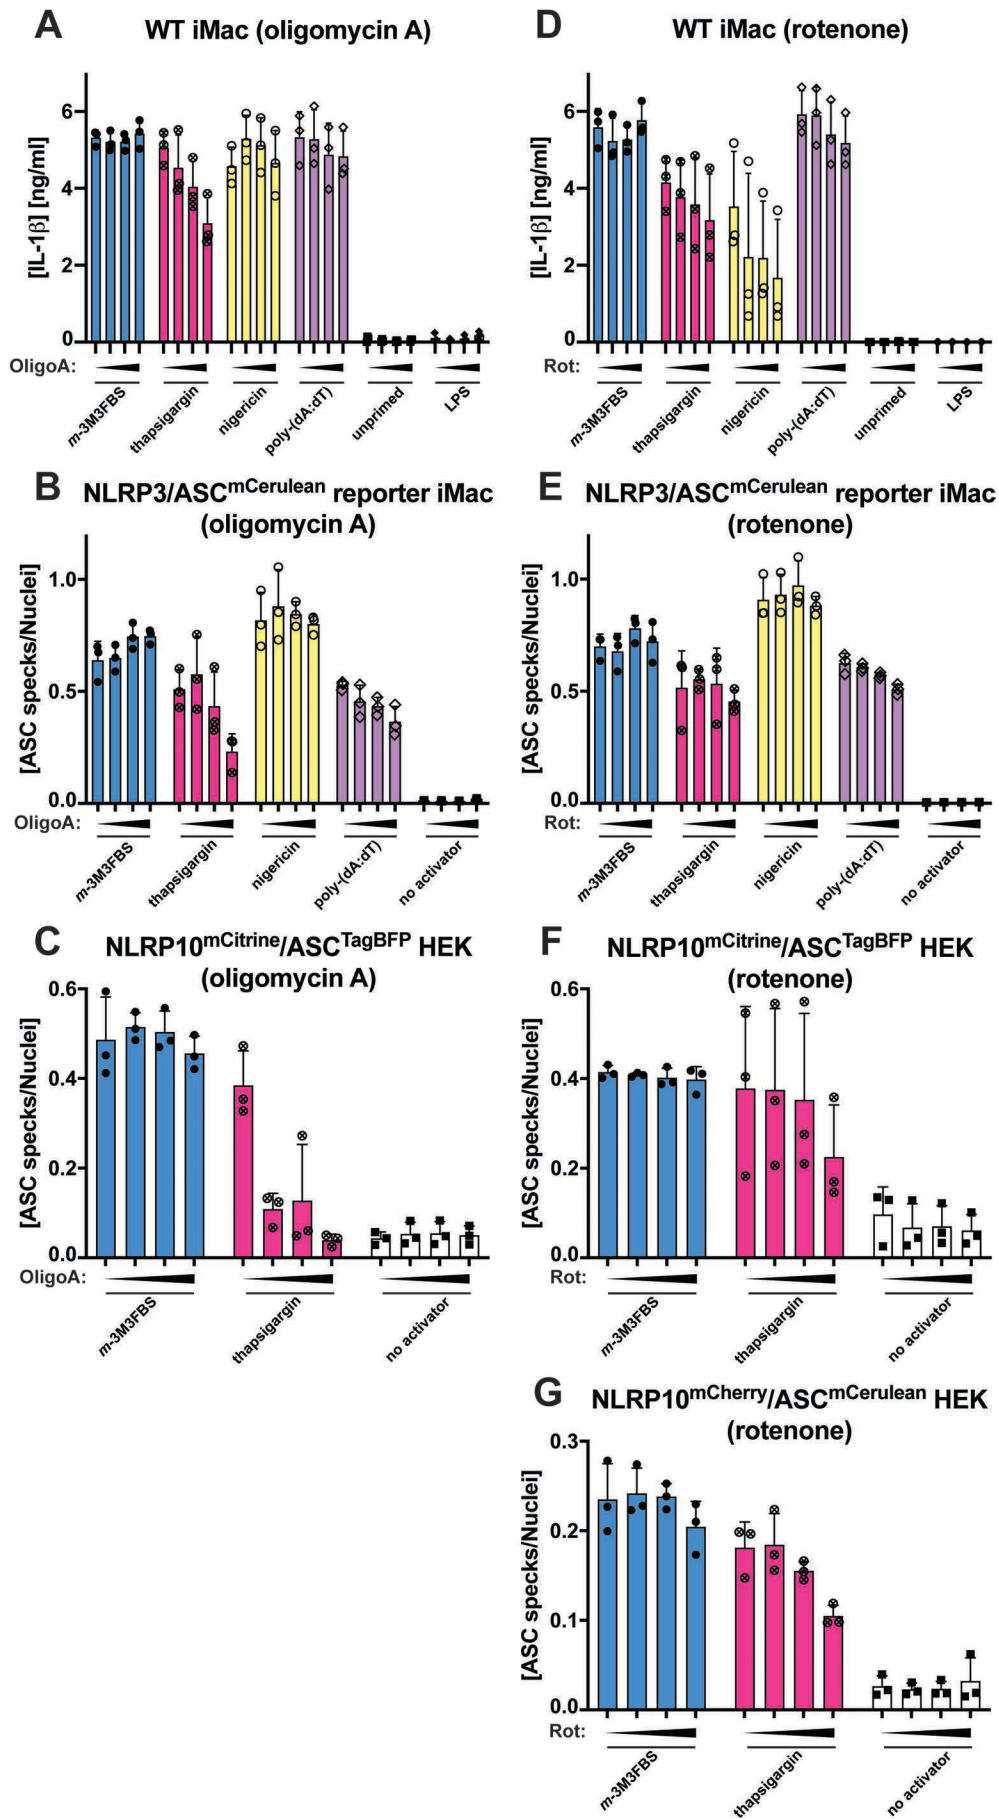 A
WT iMac (oligomycin A)
[IL-1β] [ng/ml]
6
4
2
0
OligoA:
m-3M3FBS
thapsigargin
nigericin
poly-(dA:dT)
unprimed
LPS
D
WT iMac (rotenone)
[IL-1β] [ng/ml]
6
4
2
0
Rot:
m-3M3FBS
thapsigargin
nigericin
poly-(dA:dT)
unprimed
LPS
B
NLRP3/ASCmCerulean reporter iMac
(oligomycin A)
[ASC specks/Nuclei]
1.0
0.5
0.0
OligoA:
m-3M3FBS
thapsigargin
nigericin
poly-(dA:dT)
no activator
E
NLRP3/ASCmCerulean reporter iMac
(rotenone)
[ASC specks/Nuclei]
1.0
0.5
0.0
Rot:
m-3M3FBS
thapsigargin
nigericin
poly-(dA:dT)
no activator
C
NLRP10mCitrine/ASCTagBFP HEK
(oligomycin A)
[ASC specks/Nuclei]
0.6
0.4
0.2
0.0
OligoA:
m-3M3FBS
thapsigargin
no activator
F
NLRP10mCitrine/ASCTagBFP HEK
(rotenone)
[ASC specks/Nuclei]
0.6
0.4
0.2
0.0
Rot:
m-3M3FBS
thapsigargin
no activator
G
NLRP10mCherry/ASCmCerulean HEK
(rotenone)
[ASC specks/Nuclei]
0.3
0.2
0.1
0.0
Rot:
m-3M3FBS
thapsigargin
no activator